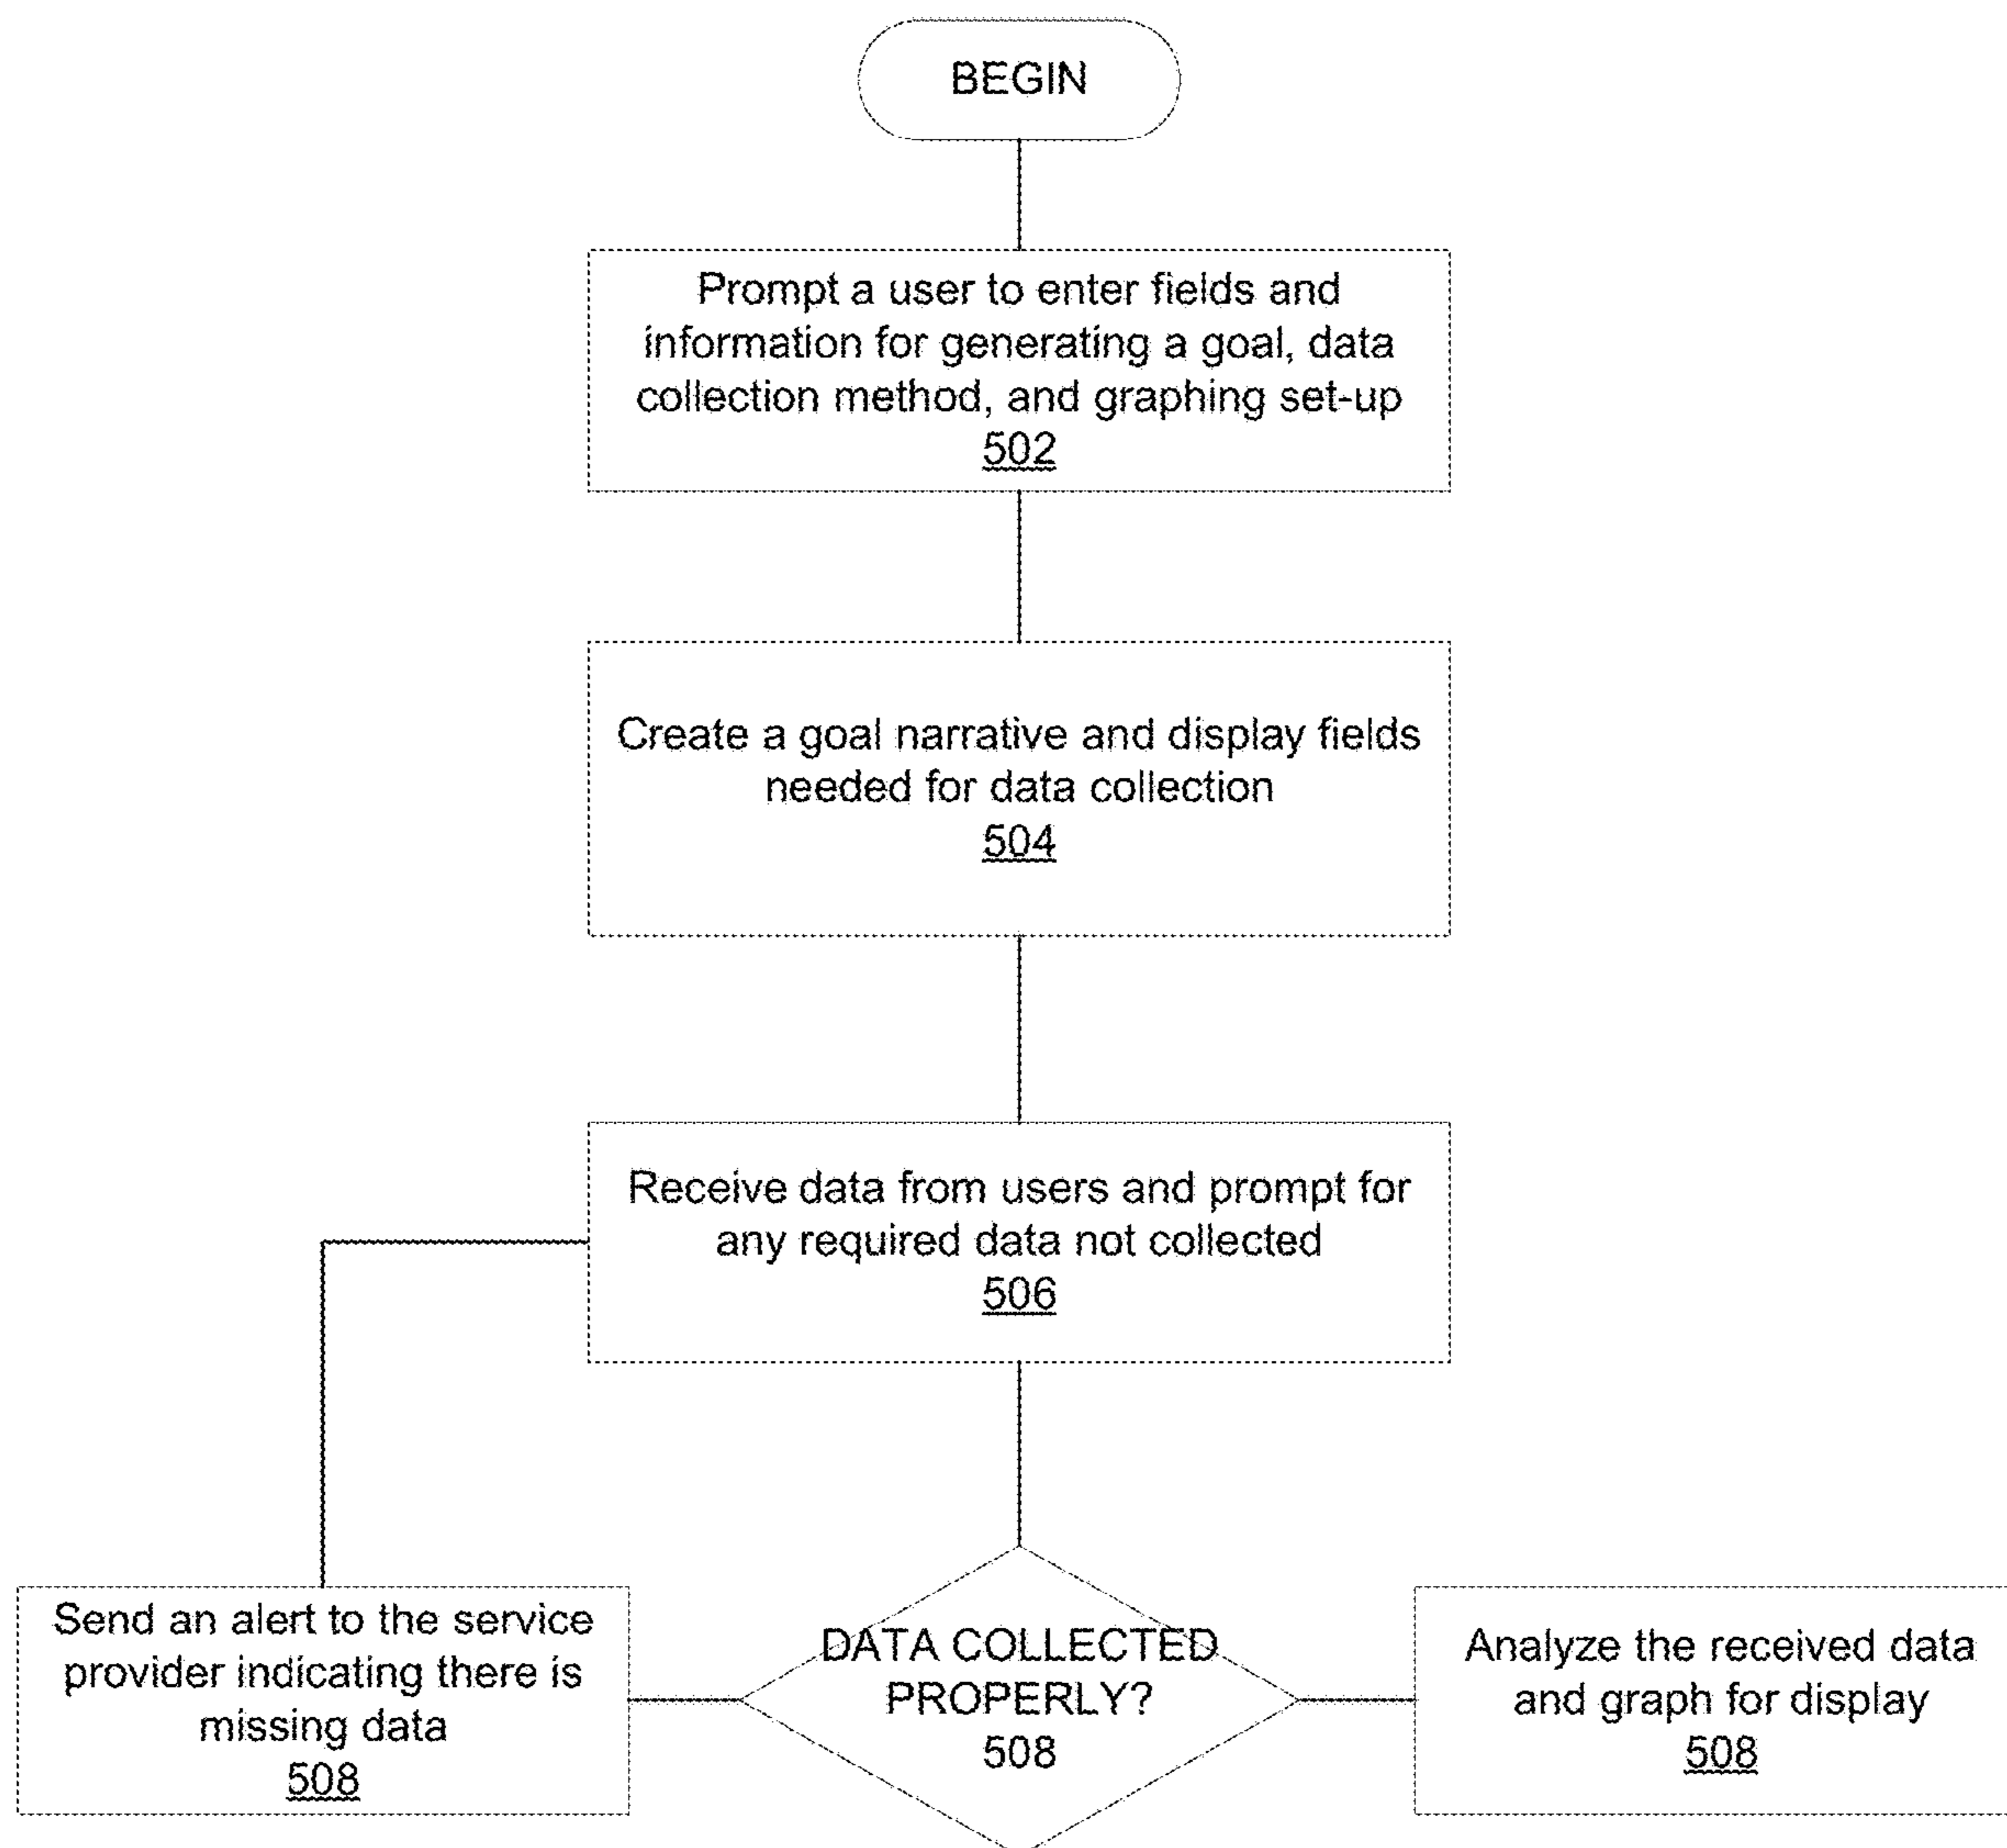 BEGIN
Prompt a user to enter fields and
information for generating a goal, data
collection method, and graphing set-up
502
Create a goal narrative and display fields
needed for data collection
504
Receive data from users and prompt for
any required data not collected
506
Send an alert to the service
provider indicating there is
missing data
508
DATA COLLECTED
PROPERLY?
508
Analyze the received data
and graph for display
508